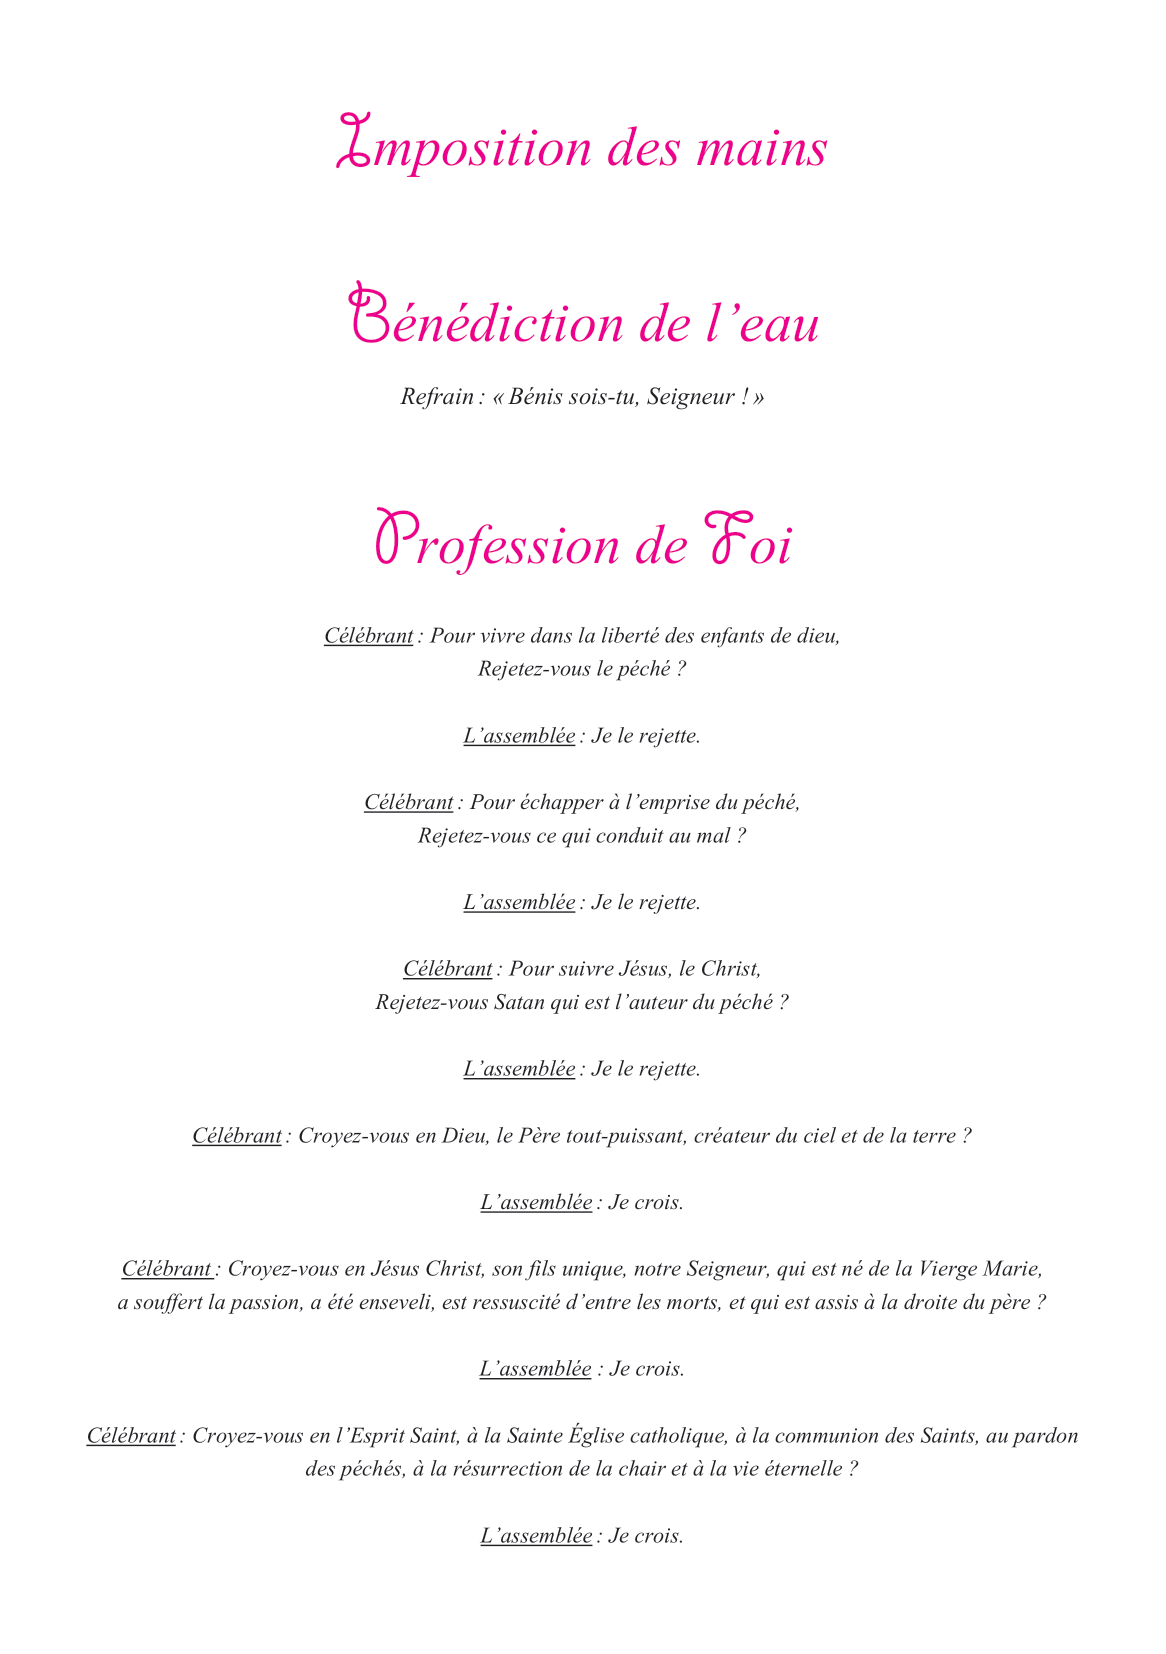 Imposition des mains
Bénédiction de l’eau
Refrain : « Bénis sois-tu, Seigneur ! »
Profession de Foi
Célébrant : Pour vivre dans la liberté des enfants de dieu,
Rejetez-vous le péché ?
L’assemblée : Je le rejette.
Célébrant : Pour échapper à l’emprise du péché,
Rejetez-vous ce qui conduit au mal ?
L’assemblée : Je le rejette.
Célébrant : Pour suivre Jésus, le Christ,
Rejetez-vous Satan qui est l’auteur du péché ?
L’assemblée : Je le rejette.
Célébrant : Croyez-vous en Dieu, le Père tout-puissant, créateur du ciel et de la terre ?
L’assemblée : Je crois.
Célébrant : Croyez-vous en Jésus Christ, son fils unique, notre Seigneur, qui est né de la Vierge Marie,
a souffert la passion, a été enseveli, est ressuscité d’entre les morts, et qui est assis à la droite du père ?
L’assemblée : Je crois.
Célébrant : Croyez-vous en l’Esprit Saint, à la Sainte Église catholique, à la communion des Saints, au pardon
des péchés, à la résurrection de la chair et à la vie éternelle ?
L’assemblée : Je crois.